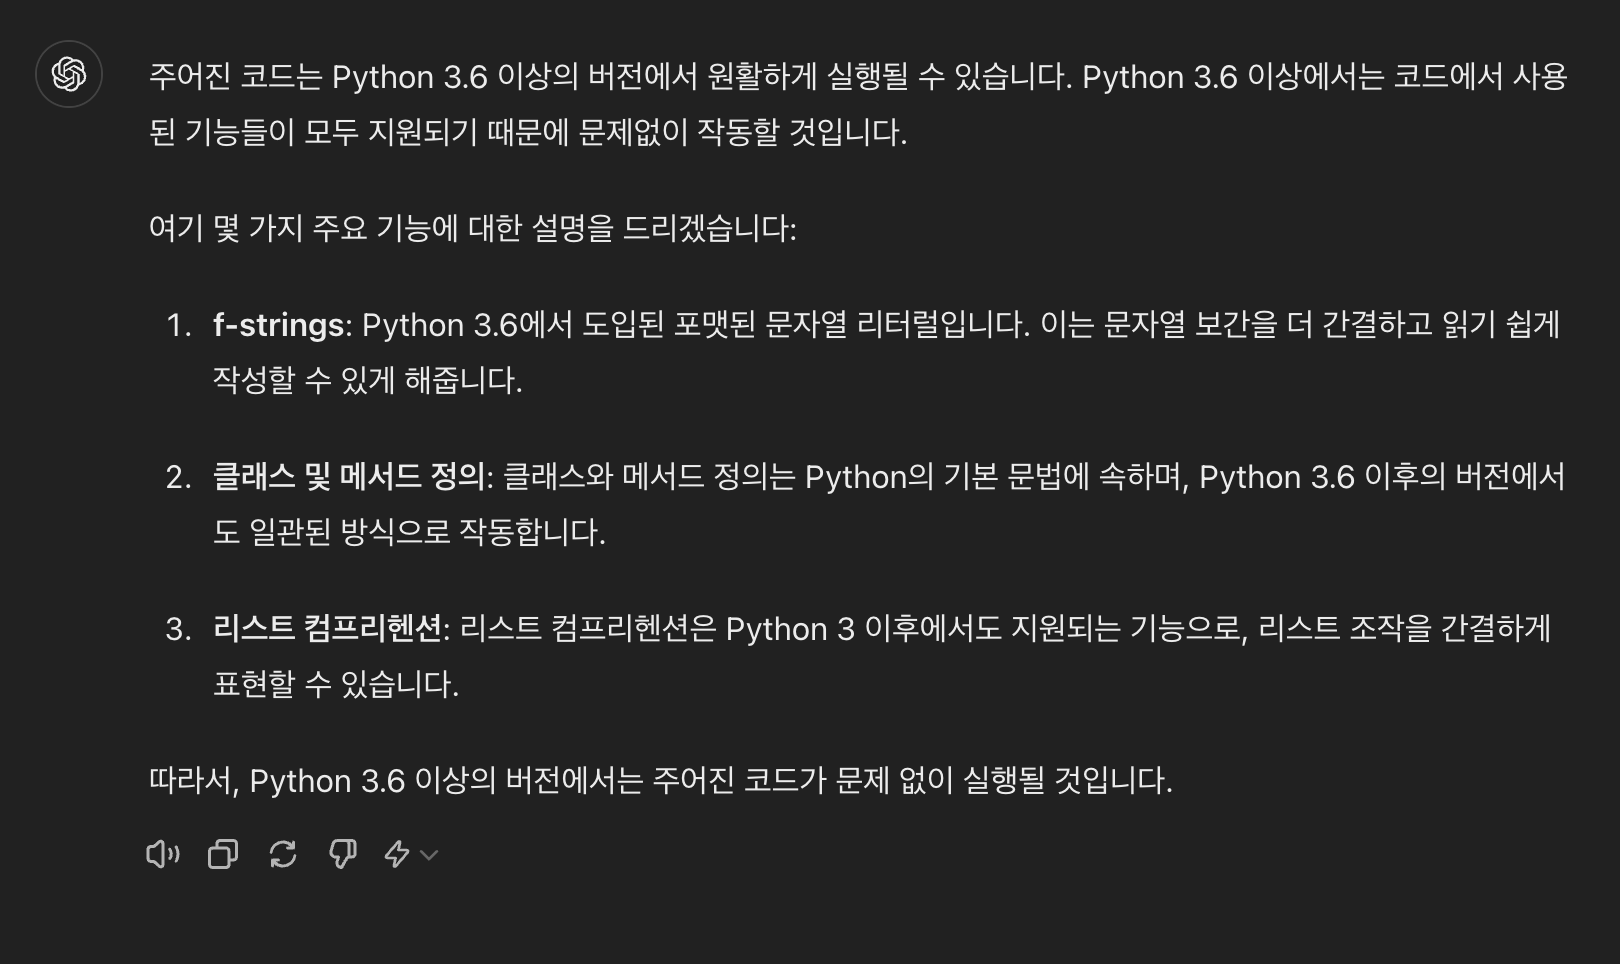 주어진 코드는 Python 3.6 이상의 버전에서 원활하게 실행될 수 있습니다. Python 3.6 이상에서는 코드에서 사용
된 기능들이 모두 지원되기 때문에 문제없이 작동할 것입니다.
여기 몇 가지 주요 기능에 대한 설명을 드리겠습니다:
1. f-strings: Python 3.6에서 도입된 포맷된 문자열 리터럴입니다. 이는 문자열 보간을 더 간결하고 읽기 쉽게
작성할 수 있게 해줍니다.
2. 클래스 및 메서드 정의: 클래스와 메서드 정의는 Python의 기본 문법에 속하며, Python 3.6 이후의 버전에서
도 일관된 방식으로 작동합니다.
3. 리스트 컴프리헨션: 리스트 컴프리헨션은 Python 3 이후에서도 지원되는 기능으로, 리스트 조작을 간결하게
표현할 수 있습니다.
따라서, Python 3.6 이상의 버전에서는 주어진 코드가 문제 없이 실행될 것입니다.